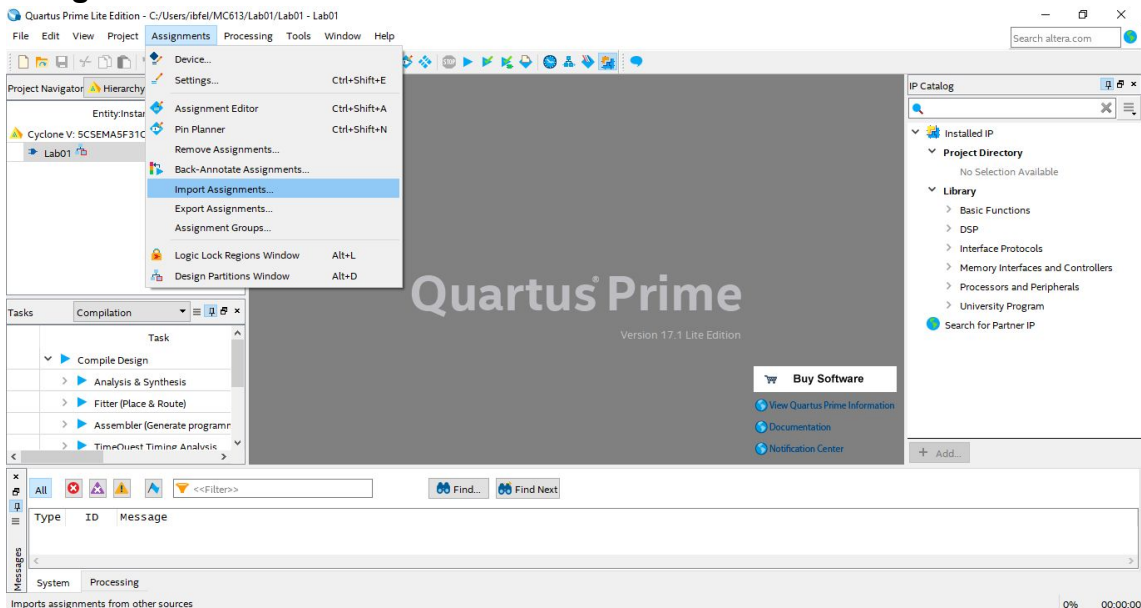 Quartus Prime Lite Edition - C:/Users/ibfel/MC613/Lab01/Lab01 - Lab01
File Edit View Project Assignments Processing Tools Window Help
Search altera.com
Device...
Settings... Ctrl+Shift+E
Assignment Editor Ctrl+Shift+A
Pin Planner Ctrl+Shift+N
Remove Assignments...
Back-Annotate Assignments...
Import Assignments...
Export Assignments...
Assignment Groups...
Logic Lock Regions Window Alt+L
Design Partitions Window Alt+D
Project Navigator Hierarchy
Entity:Instan
Cyclone V: 5CSEMA5F31C
Lab01
Tasks Compilation
Task
Compile Design
Analysis & Synthesis
Fitter (Place & Route)
Assembler (Generate programm
TimeQuest Timing Analysis
Quartus Prime
Version 17.1 Lite Edition
Buy Software
View Quartus Prime Information
Documentation
Notification Center
IP Catalog
Installed IP
Project Directory
No Selection Available
Library
Basic Functions
DSP
Interface Protocols
Memory Interfaces and Controllers
Processors and Peripherals
University Program
Search for Partner IP
+ Add...
All <<Filter>> Find... Find Next
Type ID Message
Messages
System Processing
Imports assignments from other sources 0% 00:00:00